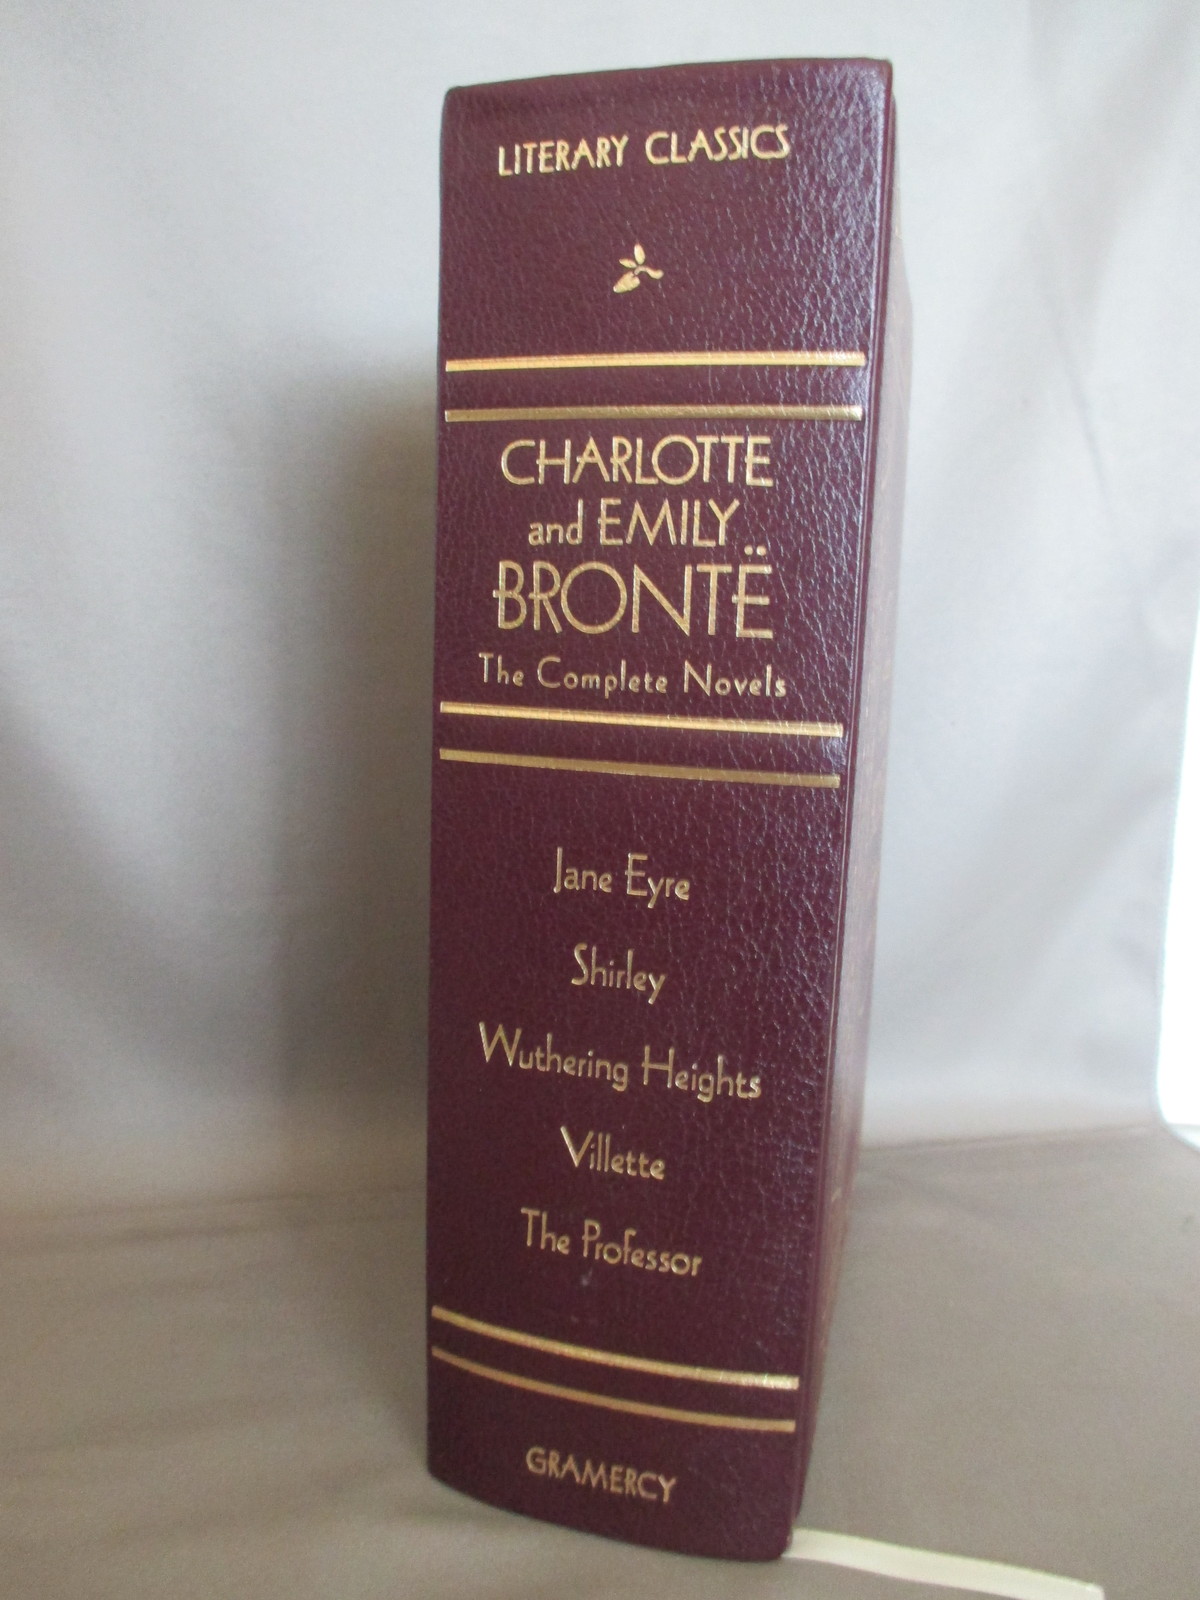 LITERARY CLASSICS
CHARLOTTE
and EMILY
BRONTË
The Complete Novels
Jane Eyre
Shirley
Wuthering Heights
Villette
The Professor
GRAMERCY